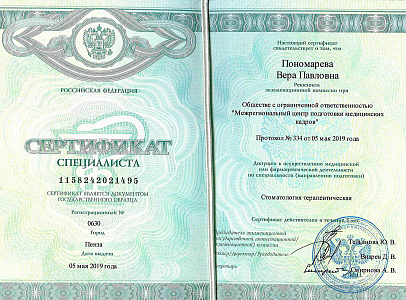 РОССИЙСКАЯ ФЕДЕРАЦИЯ
СЕРТИФИКАТ
СПЕЦИАЛИСТА
1158242021495
СЕРТИФИКАТ ЯВЛЯЕТСЯ ДОКУМЕНТОМ
ГОСУДАРСТВЕННОГО ОБРАЗЦА
Регистрационный №
0630
Город
Пенза
Дата выдачи
05 мая 2019 года
Настоящий сертификат
свидетельствует о том, что
Пономарева
Вера Павловна
Решением
экзаменационной комиссии при
Обществе с ограниченной ответственностью
"Межрегиональный центр подготовки медицинских
кадров"
Протокол № 334 от 05 мая 2019 года
Допущен к осуществлению медицинской
или фармацевтической деятельности
по специальности (направлению подготовки)
Стоматология терапевтическая
Сертификат действителен в течение 5 лет
Председатель экзаменационной
комиссии
Ю. В.
Д. В.
Смирнова А. В.